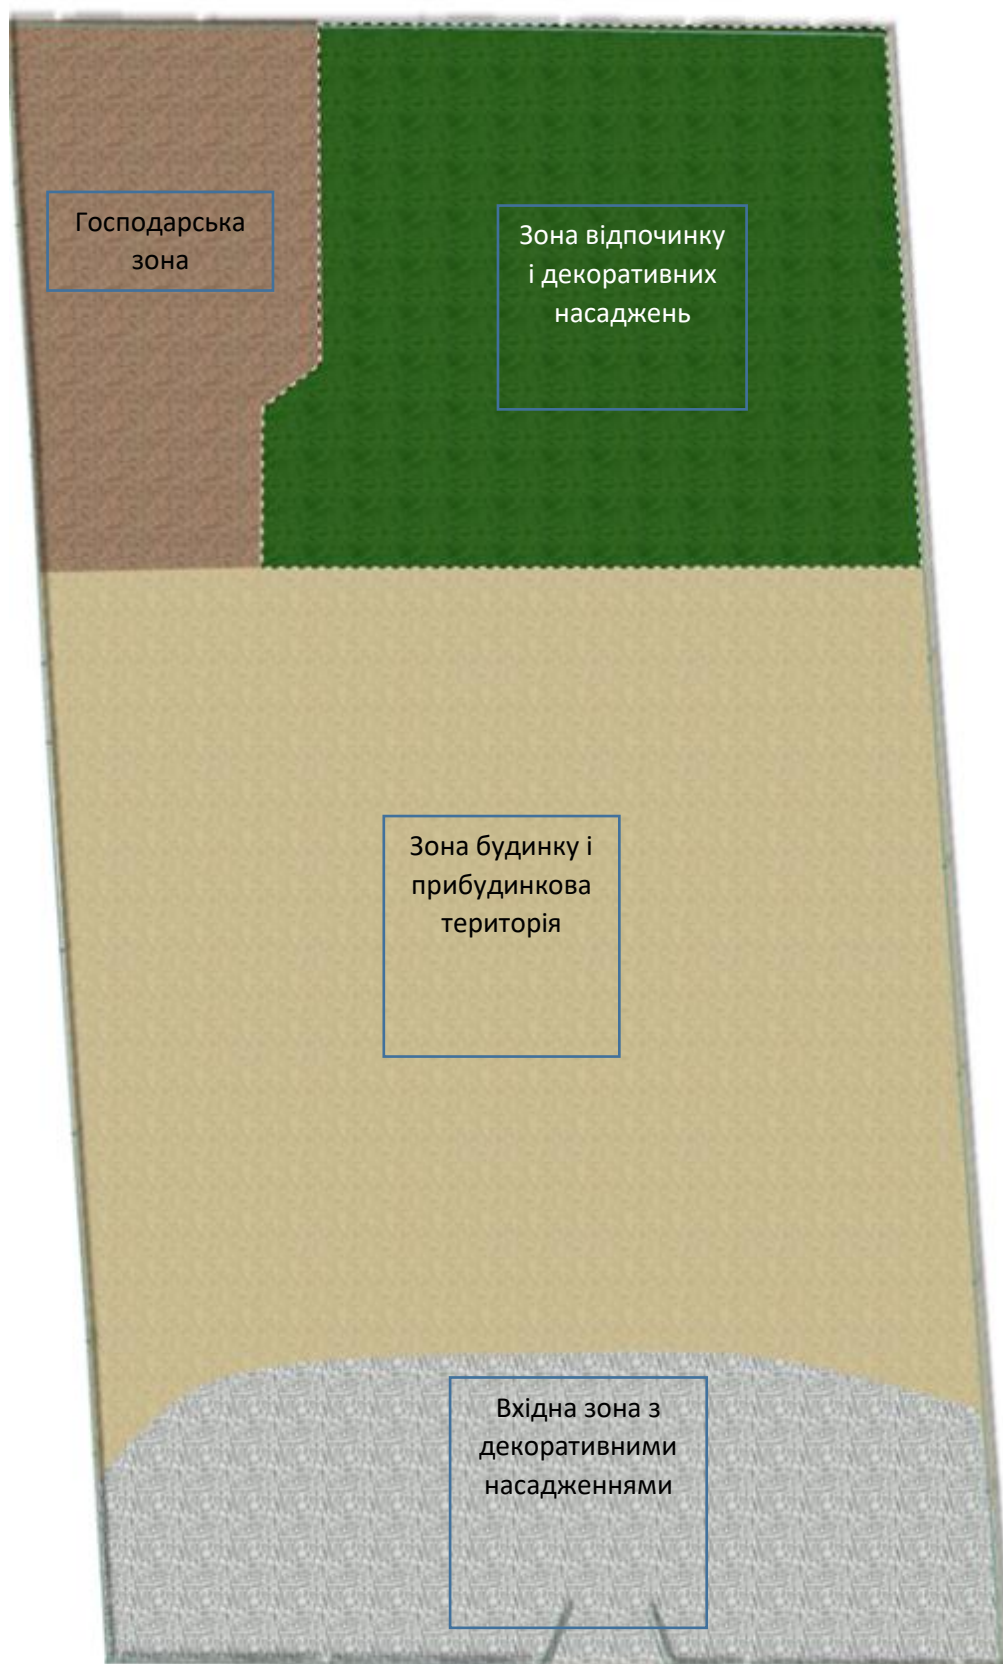 Господарська
зона
Зона відпочинку
і декоративних
насаджень
Зона будинку і
прибудинкова
територія
Вхідна зона з
декоративними
насадженнями